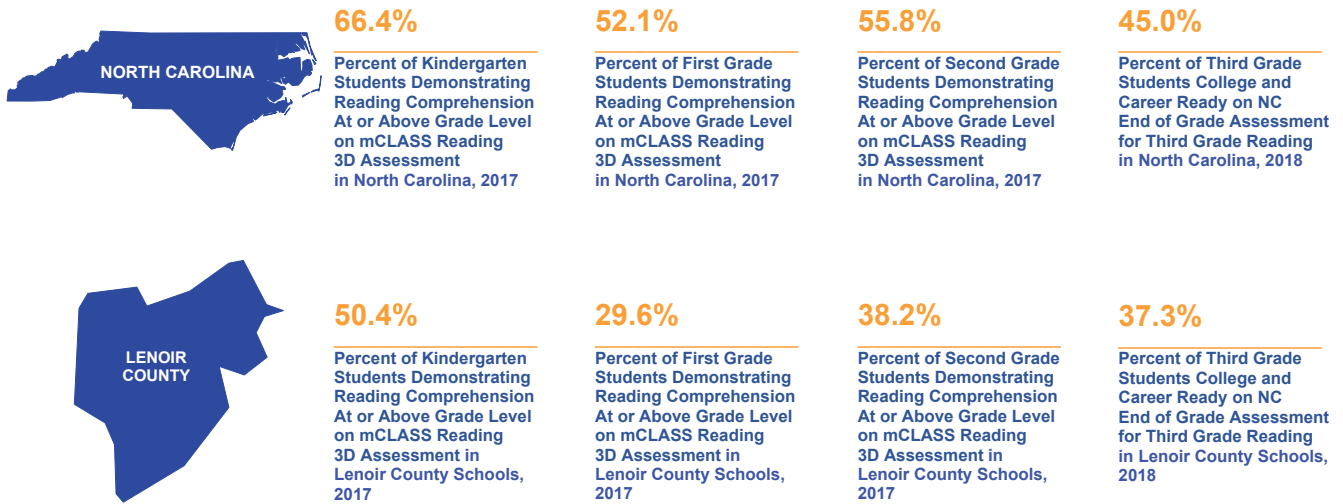 NORTH CAROLINA
66.4%
Percent of Kindergarten
Students Demonstrating
Reading Comprehension
At or Above Grade Level
on mCLASS Reading
3D Assessment
in North Carolina, 2017
52.1%
Percent of First Grade
Students Demonstrating
Reading Comprehension
At or Above Grade Level
on mCLASS Reading
3D Assessment
in North Carolina, 2017
55.8%
Percent of Second Grade
Students Demonstrating
Reading Comprehension
At or Above Grade Level
on mCLASS Reading
3D Assessment
in North Carolina, 2017
45.0%
Percent of Third Grade
Students College and
Career Ready on NC
End of Grade Assessment
for Third Grade Reading
in North Carolina, 2018
LENOIR
COUNTY
50.4%
Percent of Kindergarten
Students Demonstrating
Reading Comprehension
At or Above Grade Level
on mCLASS Reading
3D Assessment in
Lenoir County Schools,
2017
29.6%
Percent of First Grade
Students Demonstrating
Reading Comprehension
At or Above Grade Level
on mCLASS Reading
3D Assessment in
Lenoir County Schools,
2017
38.2%
Percent of Second Grade
Students Demonstrating
Reading Comprehension
At or Above Grade Level
on mCLASS Reading
3D Assessment in
Lenoir County Schools,
2017
37.3%
Percent of Third Grade
Students College and
Career Ready on NC
End of Grade Assessment
for Third Grade Reading
in Lenoir County Schools,
2018